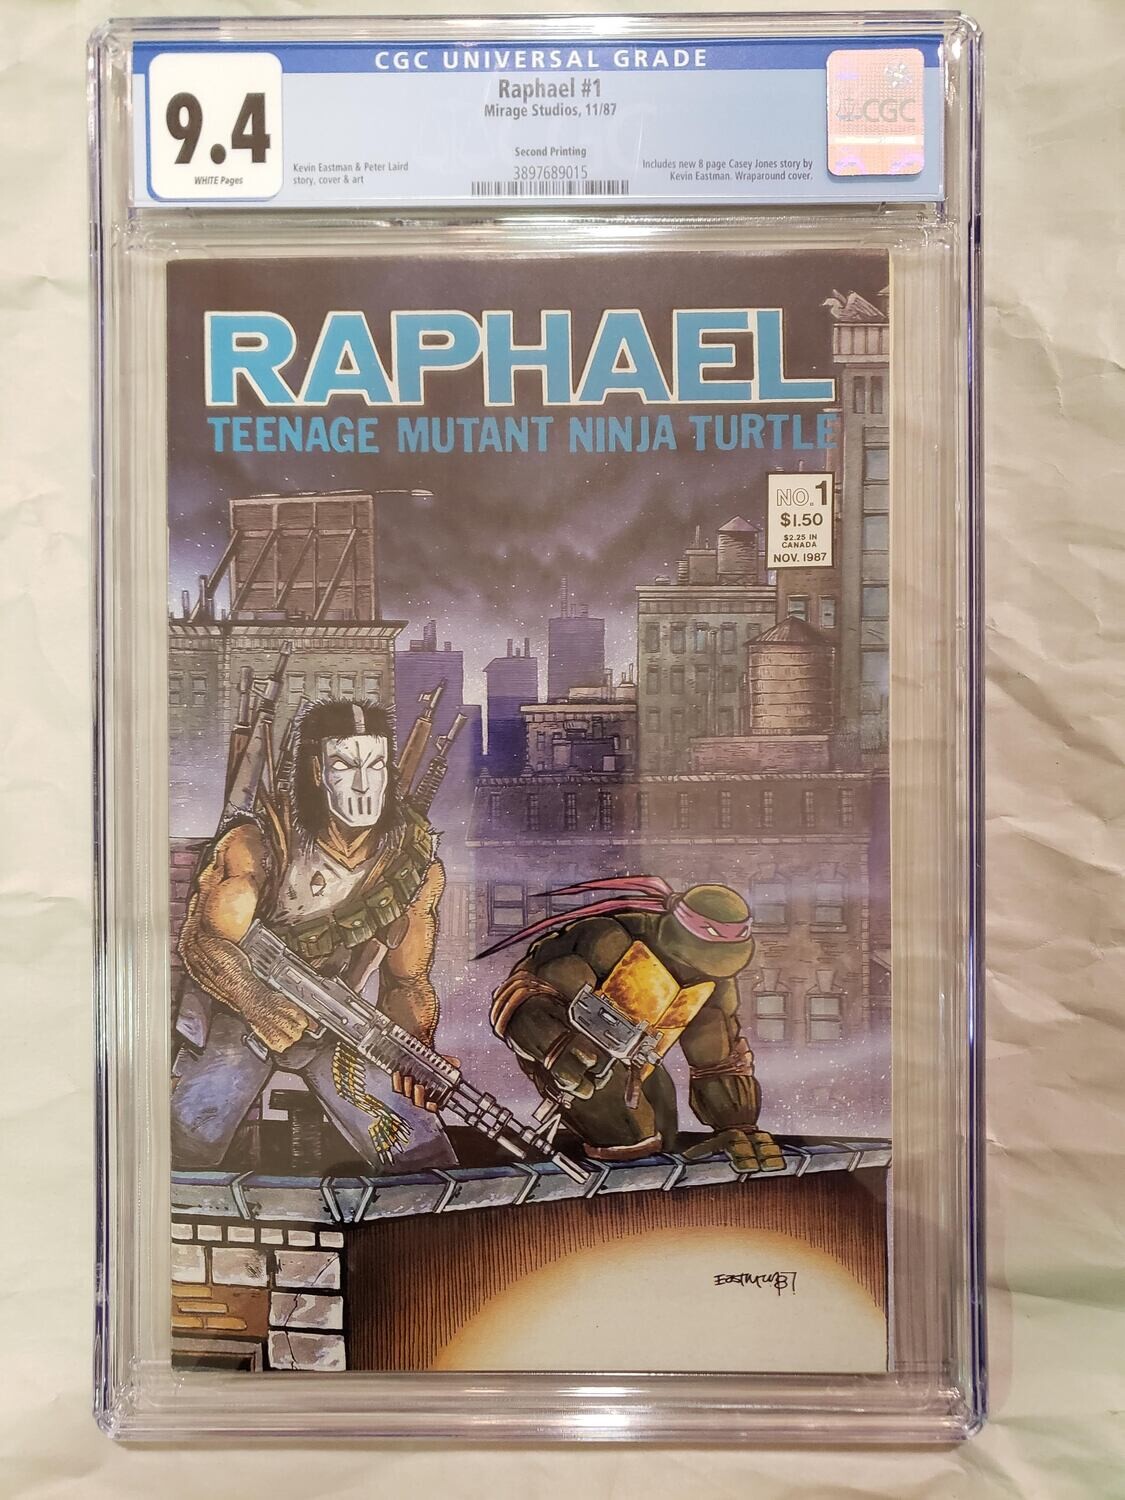 CGC UNIVERSAL GRADE
9.4
WHITE Pages
Raphael #1
Mirage Studios, 11/87
Kevin Eastman & Peter Laird
story, cover & art
Second Printing
3897689015
Includes new 8 page Casey Jones story by
Kevin Eastman. Wraparound cover.
CGC
RAPHAEL
TEENAGE MUTANT NINJA TURTLE
NO. 1
$1.50
$2.25 IN
CANADA
NOV. 1987
EASTMAN 87